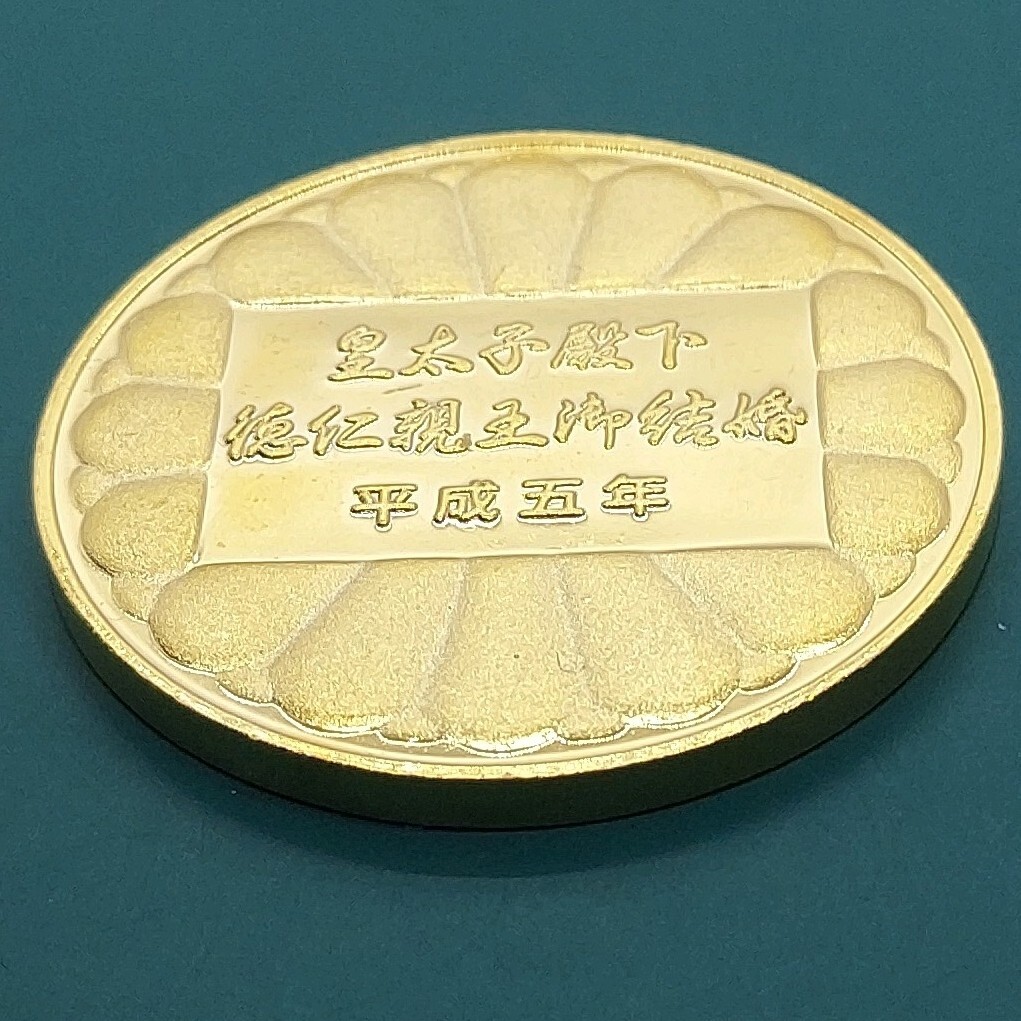 皇太子殿下
徳仁親王御結婚
平成五年